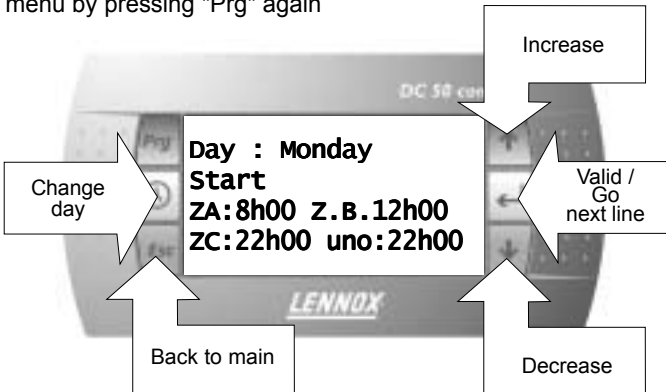 menu by pressing "Prg" again
Increase
DC 50 com
Prg
Day : Monday
Start
ZA:8h00 Z.B.12h00
ZC:22h00 uno:22h00
Change
day
Valid /
Go
next line
Esc
LENNOX
Back to main
Decrease